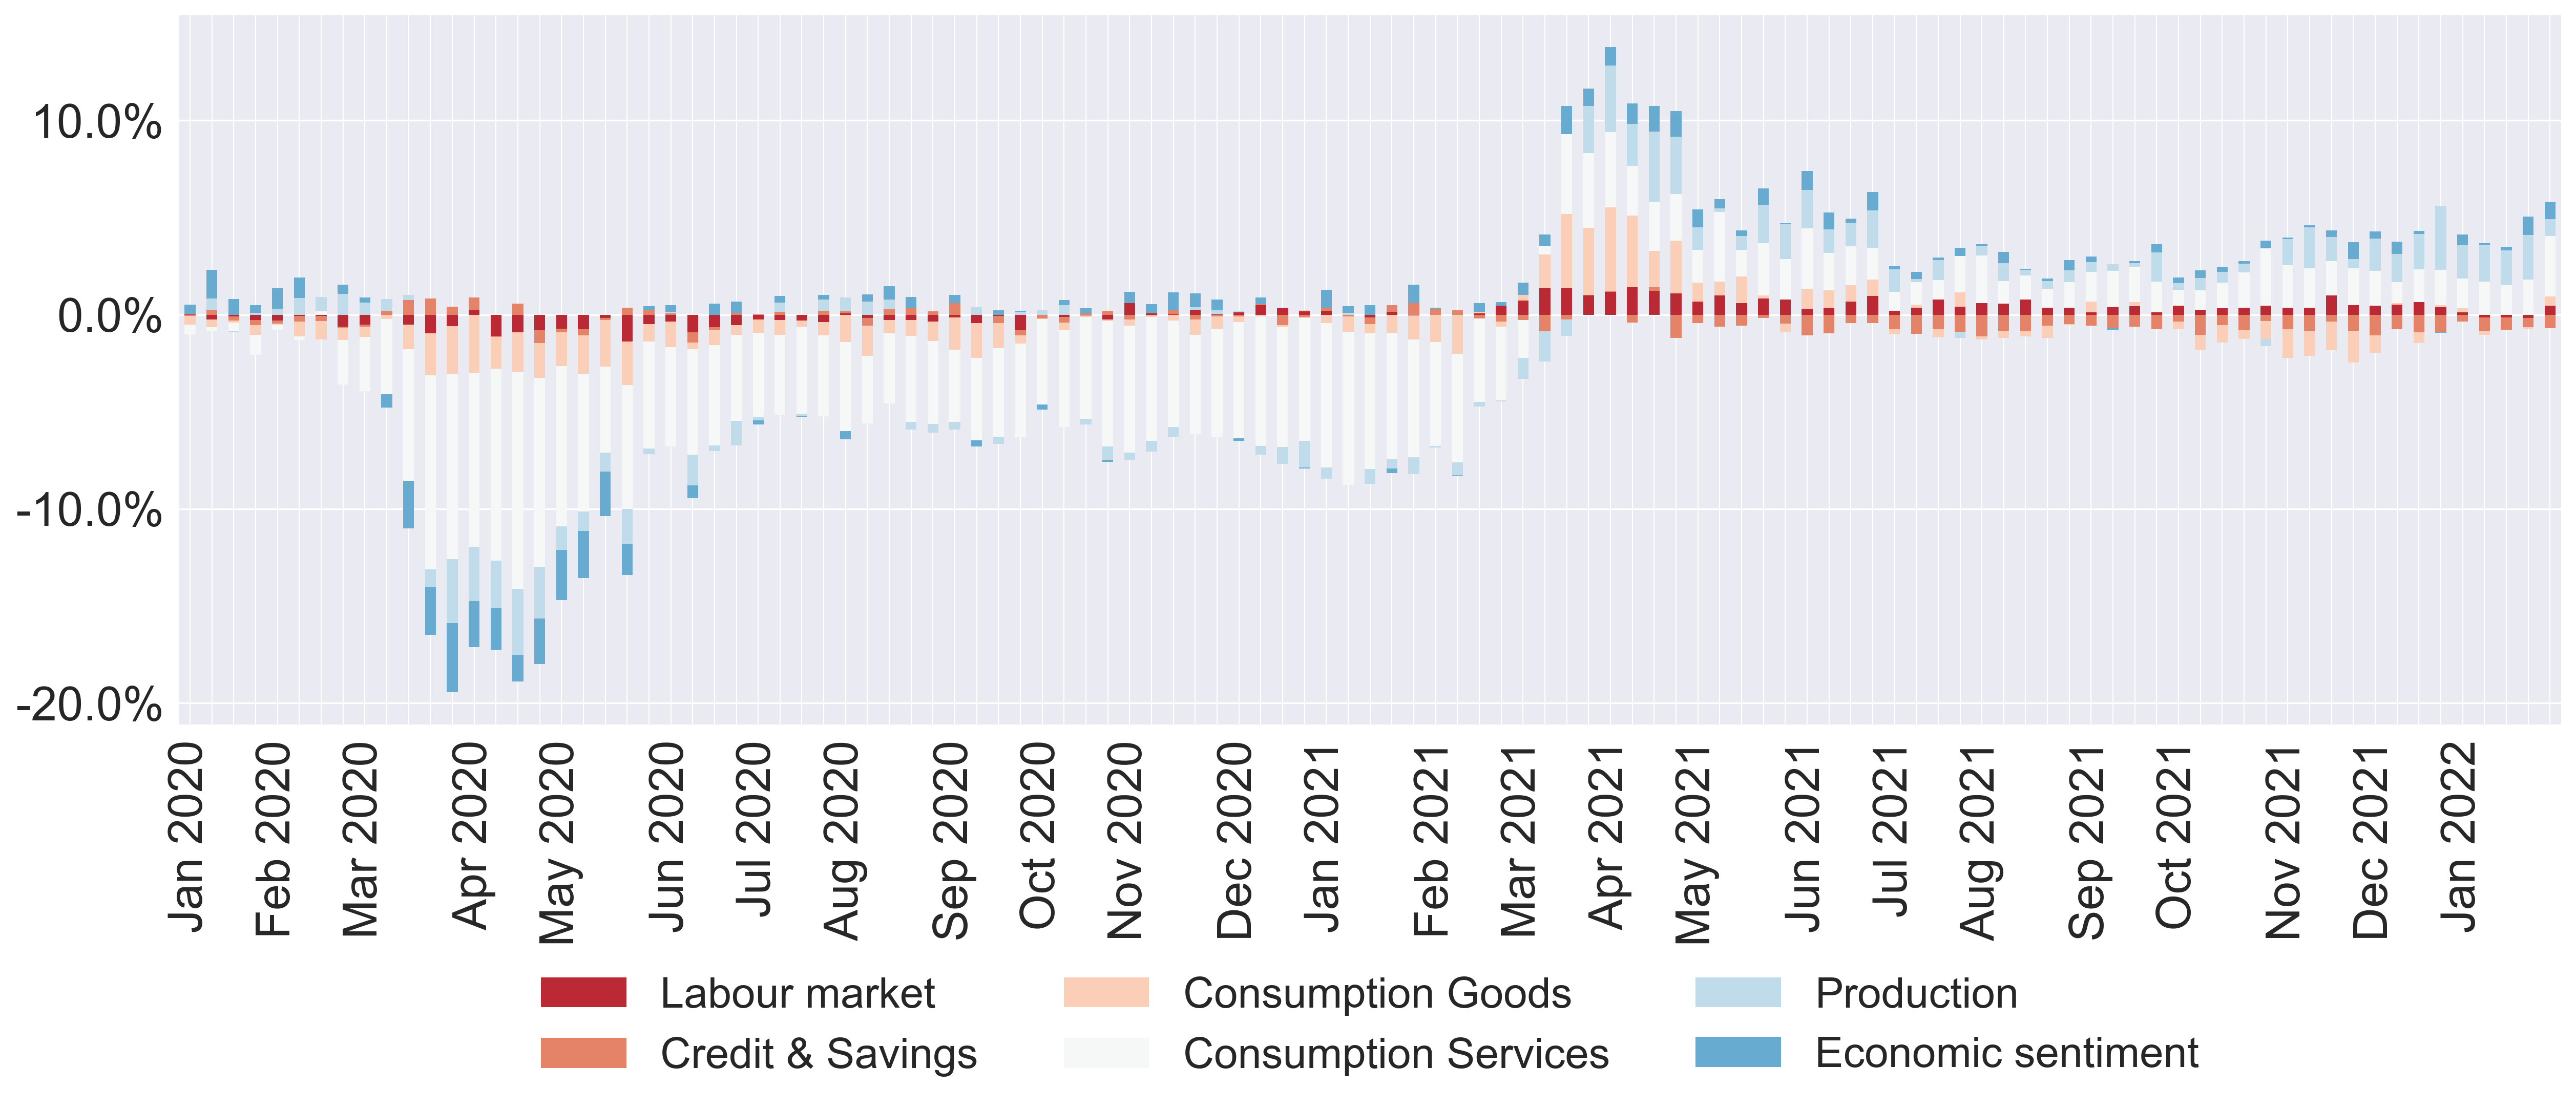 10.0%
0.0%
-10.0%
-20.0%
Jan 2020
Feb 2020
Mar 2020
Apr 2020
May 2020
Jun 2020
Jul 2020
Aug 2020
Sep 2020
Oct 2020
Nov 2020
Dec 2020
Jan 2021
Feb 2021
Mar 2021
Apr 2021
May 2021
Jun 2021
Jul 2021
Aug 2021
Sep 2021
Oct 2021
Nov 2021
Dec 2021
Jan 2022
Labour market
Consumption Goods
Production
Credit & Savings
Consumption Services
Economic sentiment